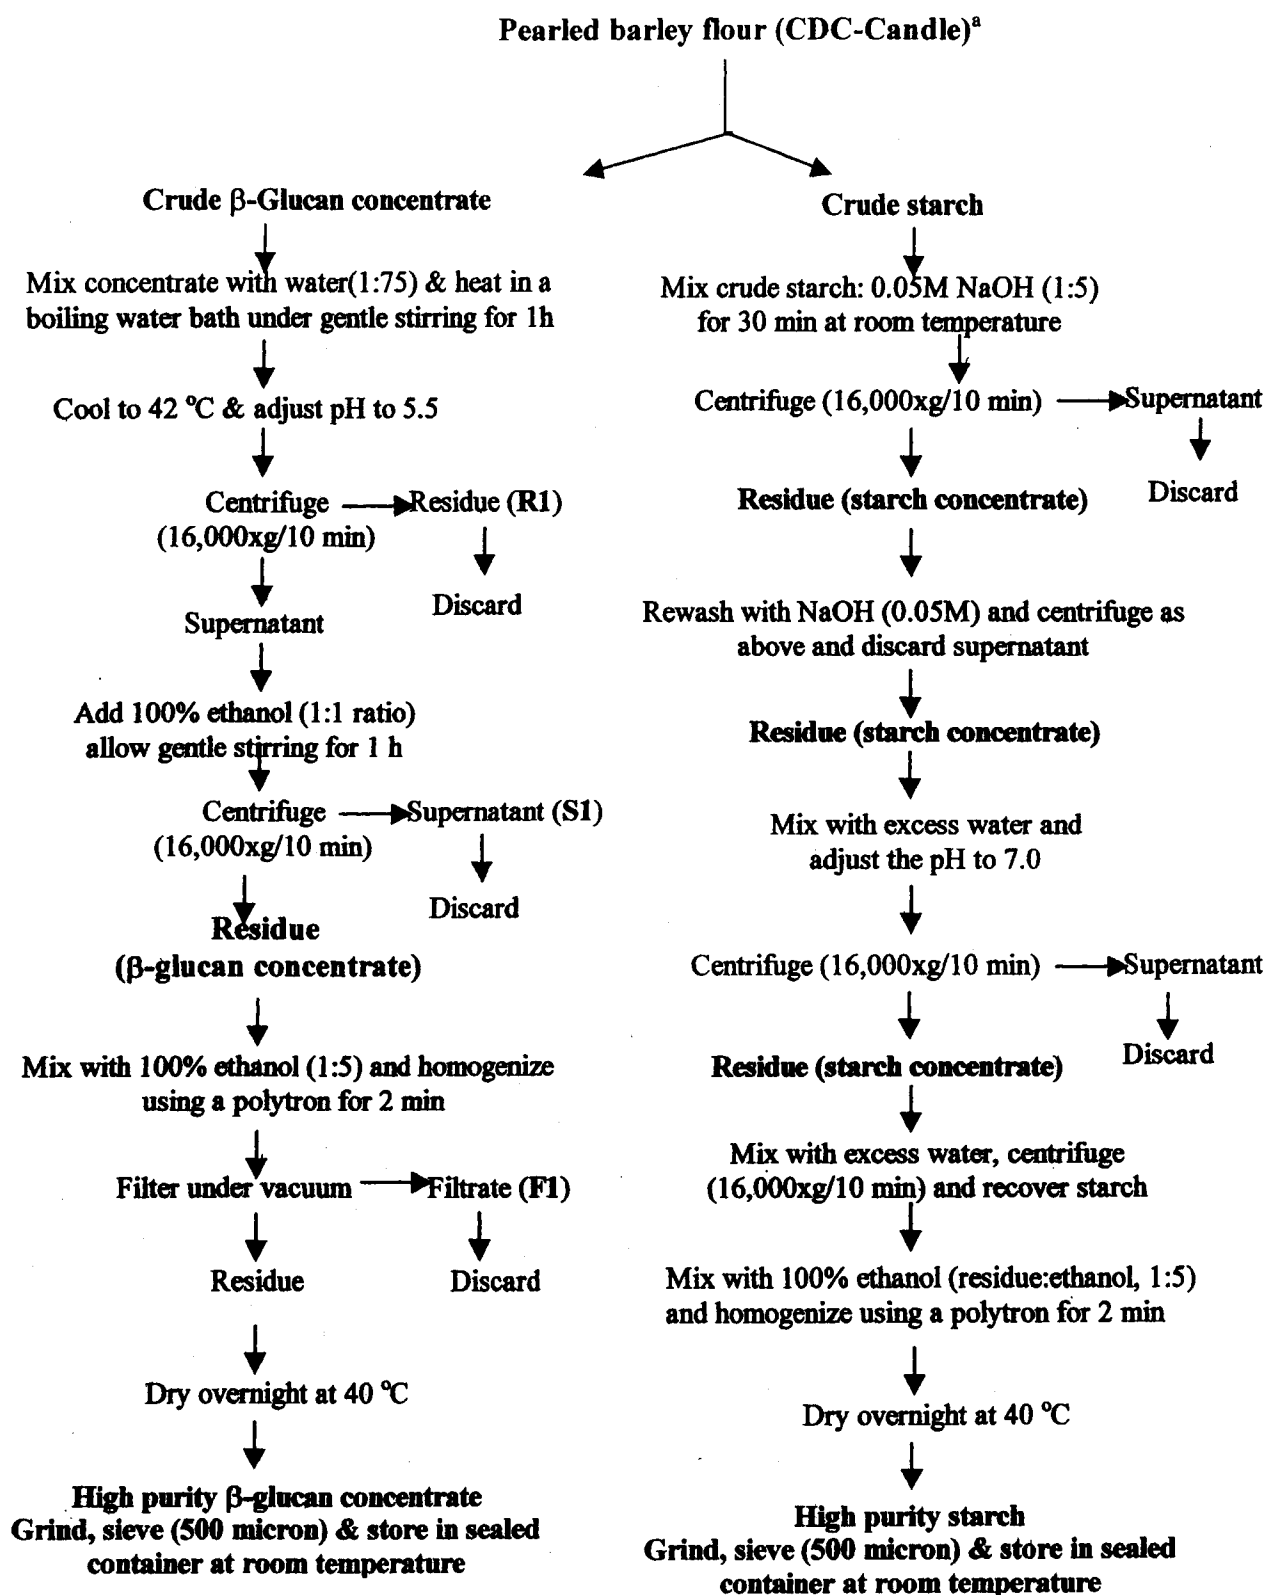 Pearled barley flour (CDC-Candle)a
Crude β-Glucan concentrate
Mix concentrate with water(1:75) & heat in a
boiling water bath under gentle stirring for 1h
Cool to 42 °C & adjust pH to 5.5
Centrifuge
(16,000xg/10 min)
Residue (R1)
Discard
Supernatant
Add 100% ethanol (1:1 ratio)
allow gentle stirring for 1 h
Centrifuge
(16,000xg/10 min)
Supernatant (S1)
Discard
Residue
(β-glucan concentrate)
Mix with 100% ethanol (1:5) and homogenize
using a polytron for 2 min
Filter under vacuum
Filtrate (F1)
Residue
Discard
Dry overnight at 40 °C
High purity β-glucan concentrate
Grind, sieve (500 micron) & store in sealed
container at room temperature
Crude starch
Mix crude starch: 0.05M NaOH (1:5)
for 30 min at room temperature
Centrifuge (16,000xg/10 min)
Supernatant
Discard
Residue (starch concentrate)
Rewash with NaOH (0.05M) and centrifuge as
above and discard supernatant
Residue (starch concentrate)
Mix with excess water and
adjust the pH to 7.0
Centrifuge (16,000xg/10 min)
Supernatant
Discard
Residue (starch concentrate)
Mix with excess water, centrifuge
(16,000xg/10 min) and recover starch
Mix with 100% ethanol (residue:ethanol, 1:5)
and homogenize using a polytron for 2 min
Dry overnight at 40 °C
High purity starch
Grind, sieve (500 micron) & store in sealed
container at room temperature